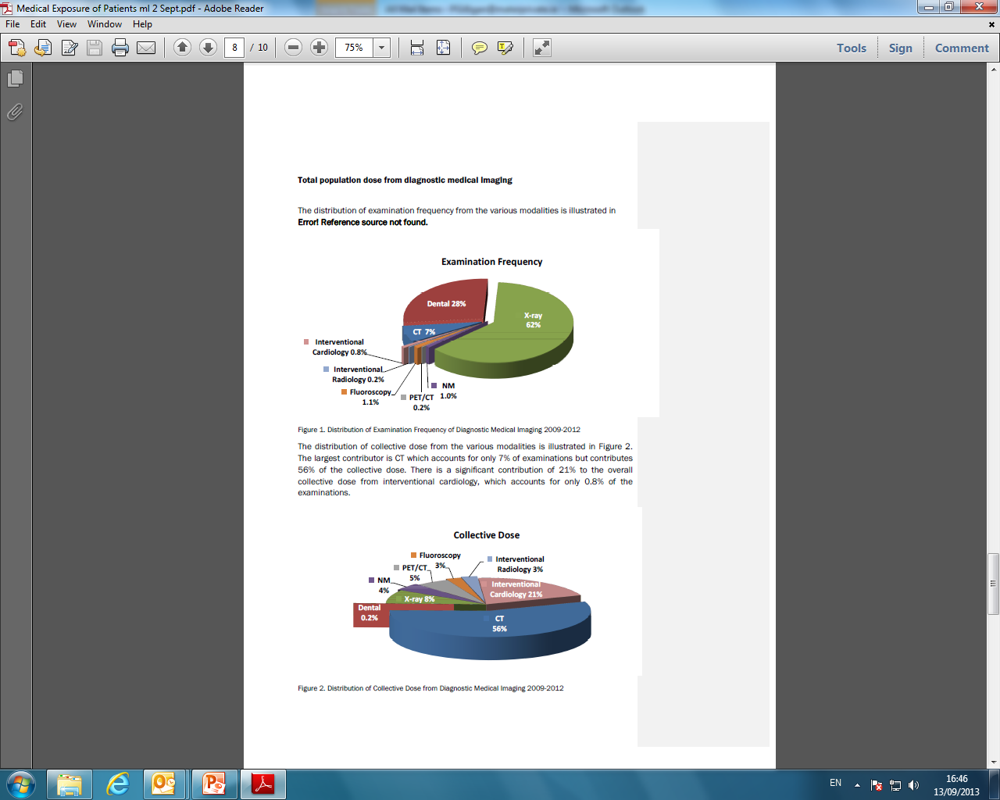 Medical Exposure of Patients ml 2 Sept.pdf - Adobe Reader
File Edit View Window Help
8 / 10 75% Tools Sign Comment
Total population dose from diagnostic medical imaging
The distribution of examination frequency from the various modalities is illustrated in
Error! Reference source not found.
Examination Frequency
Dental 28%
X-ray
62%
CT 7%
Interventional
Cardiology 0.8%
Interventional
Radiology 0.2%
Fluoroscopy
1.1%
PET/CT
0.2%
NM
1.0%
Figure 1. Distribution of Examination Frequency of Diagnostic Medical Imaging 2009-2012
The distribution of collective dose from the various modalities is illustrated in Figure 2.
The largest contributor is CT which accounts for only 7% of examinations but contributes
56% of the collective dose. There is a significant contribution of 21% to the overall
collective dose from interventional cardiology, which accounts for only 0.8% of the
examinations.
Collective Dose
Fluoroscopy
3%
Interventional
Radiology 3%
PET/CT
5%
NM
4%
Interventional
Cardiology 21%
X-ray 8%
Dental
0.2%
CT
56%
Figure 2. Distribution of Collective Dose from Diagnostic Medical Imaging 2009-2012
EN
16:46
13/09/2013